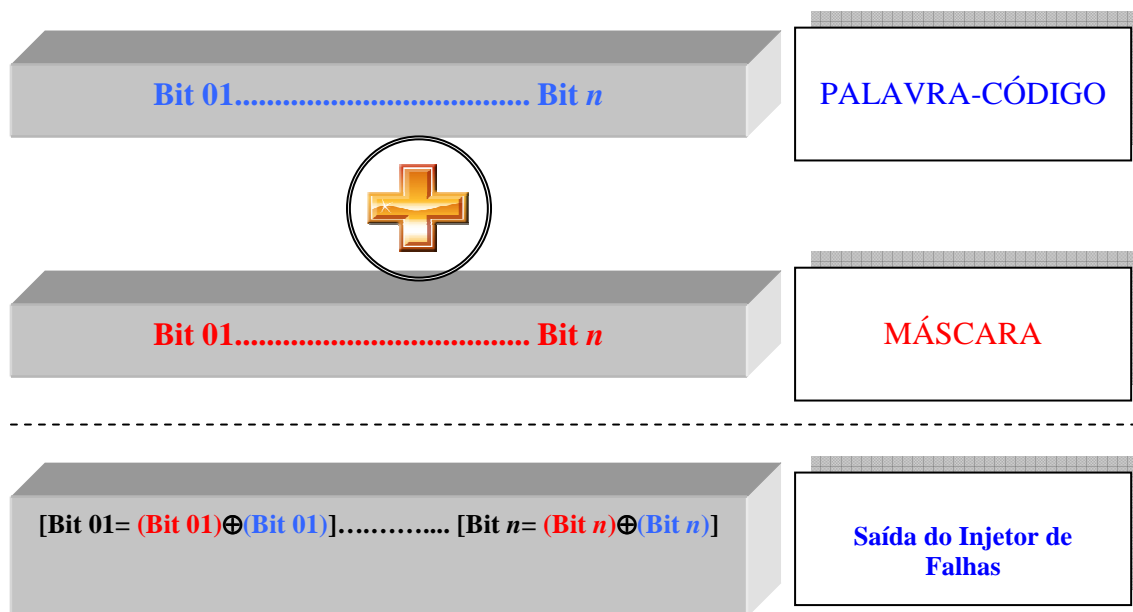 Bit 01..................................... Bit n
PALAVRA-CÓDIGO
Bit 01..................................... Bit n
MÁSCARA
[Bit 01= (Bit 01)⊕(Bit 01)]…………... [Bit n= (Bit n)⊕(Bit n)]
Saída do Injetor de
Falhas